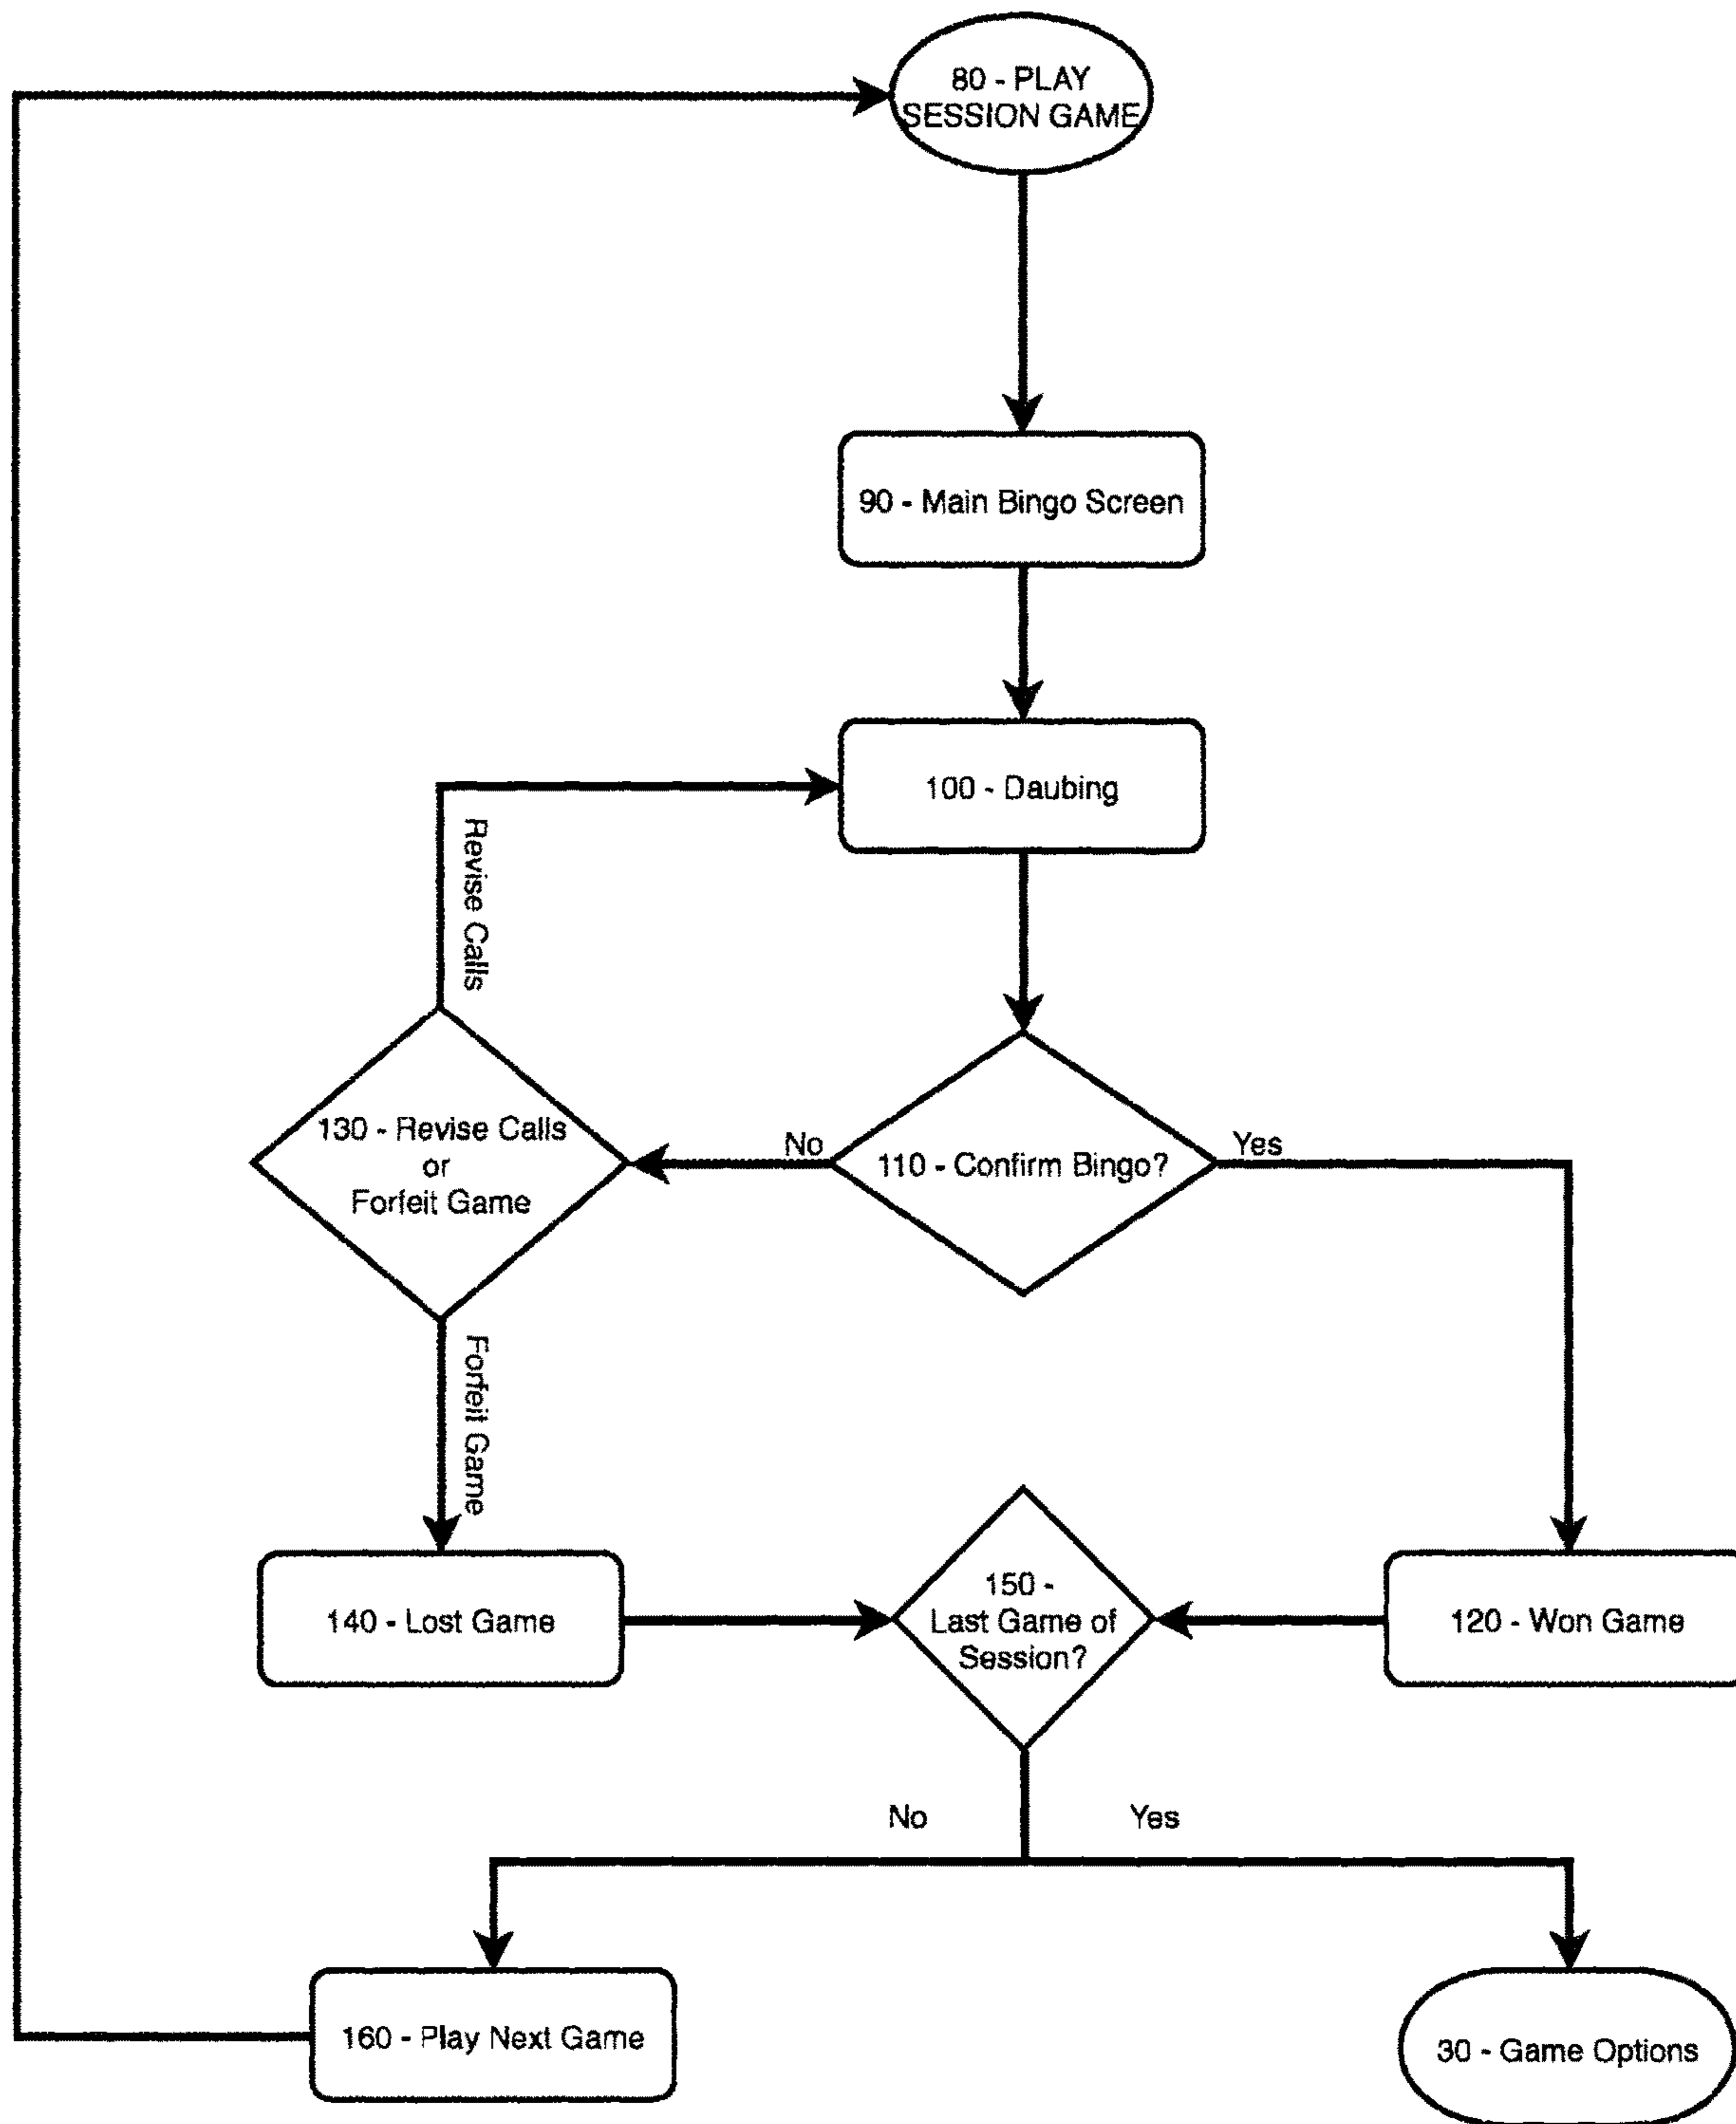 80 - PLAY
SESSION GAME
90 - Main Bingo Screen
100 - Daubing
Revise Calls
130 - Revise Calls
or
Forfeit Game
No
110 - Confirm Bingo?
Yes
Forfeit Game
140 - Lost Game
150 -
Last Game of
Session?
120 - Won Game
No
Yes
160 - Play Next Game
30 - Game Options